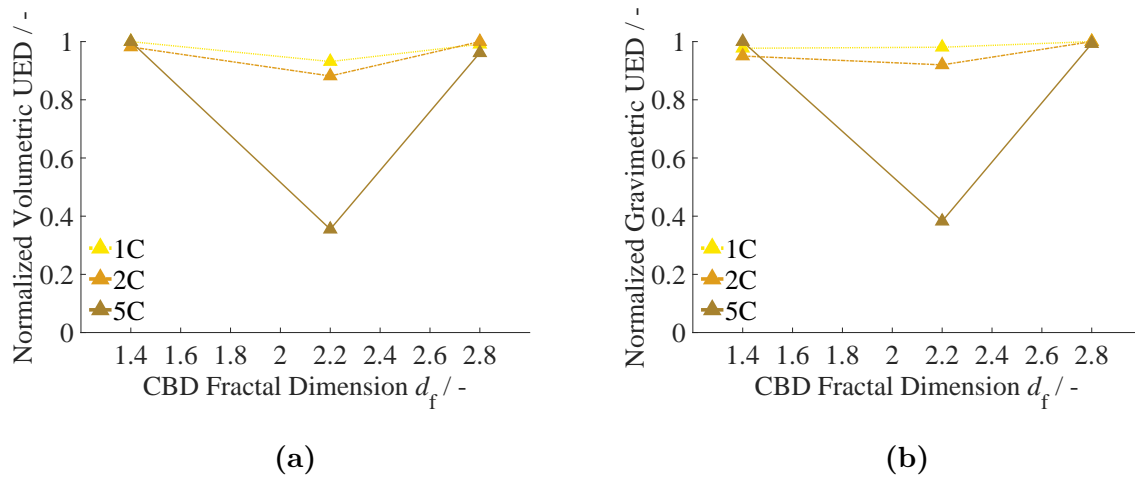 Normalized Volumetric UED / -
1
0.8
0.6
0.4
0.2
0
1C
2C
5C
1.4 1.6 1.8 2 2.2 2.4 2.6 2.8
CBD Fractal Dimension d_f / -
(a)
Normalized Gravimetric UED / -
1
0.8
0.6
0.4
0.2
0
1C
2C
5C
1.4 1.6 1.8 2 2.2 2.4 2.6 2.8
CBD Fractal Dimension d_f / -
(b)